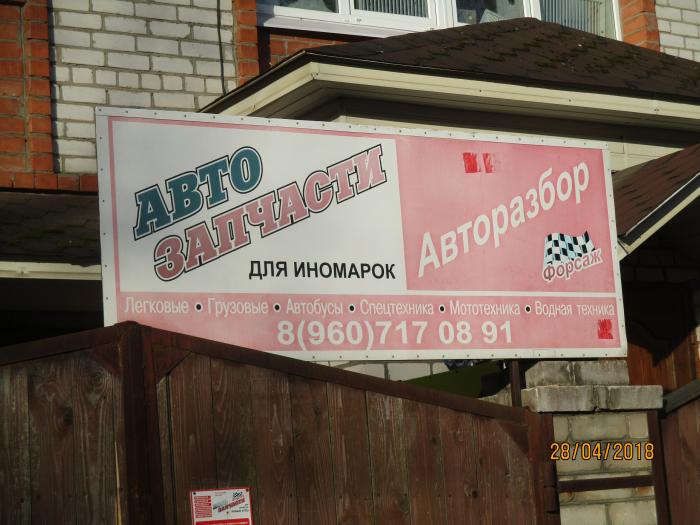 АВТО
ЗАПЧАСТИ
ДЛЯ ИНОМАРОК
Авторазбор
Форсаж
Легковые • Грузовые • Автобусы • Спецтехника • Мототехника • Водная техника
8(960)717 08 91
28/04/2018